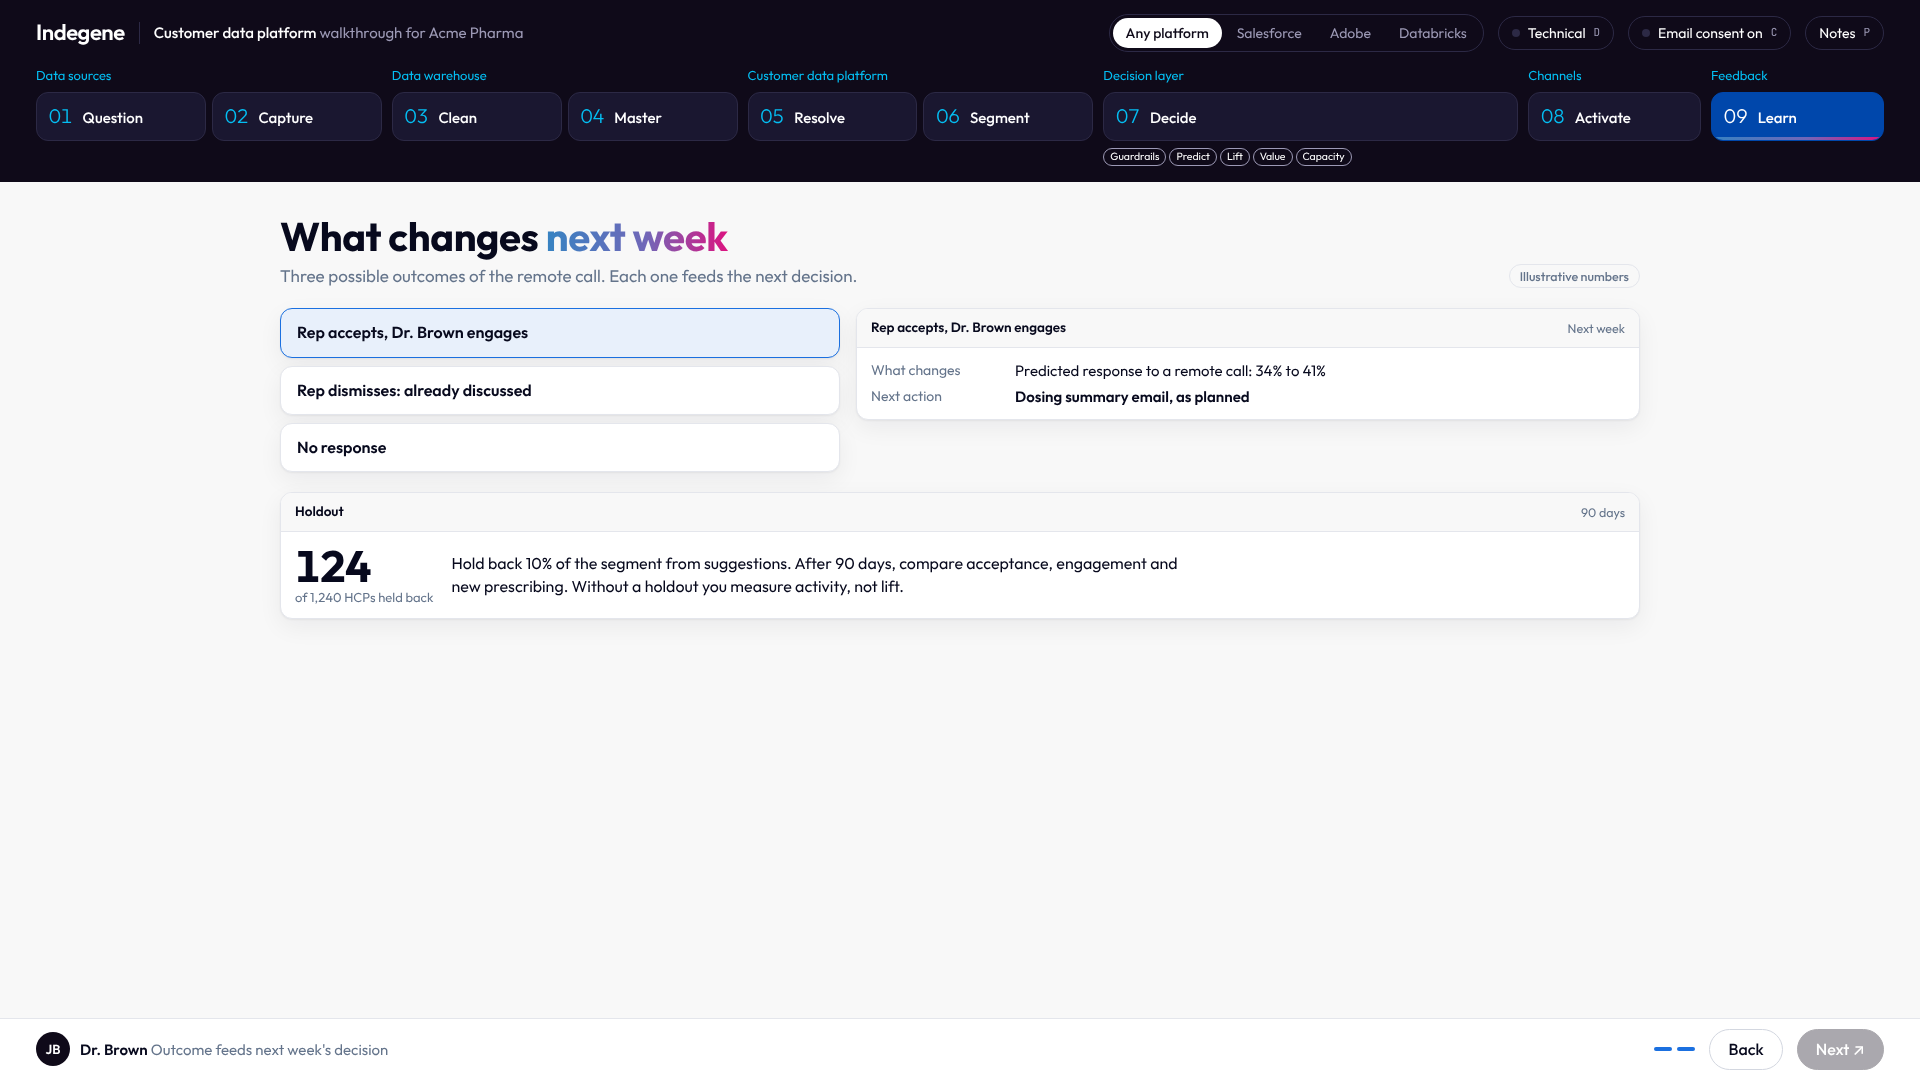 Indegene
Customer data platform walkthrough for Acme Pharma
Any platform
Salesforce
Adobe
Databricks
Technical D
Email consent on C
Notes P
Data sources
Data warehouse
Customer data platform
Decision layer
Channels
Feedback
01 Question
02 Capture
03 Clean
04 Master
05 Resolve
06 Segment
07 Decide
08 Activate
09 Learn
Guardrails
Predict
Lift
Value
Capacity
What changes next week
Three possible outcomes of the remote call. Each one feeds the next decision.
Illustrative numbers
Rep accepts, Dr. Brown engages
Rep dismisses: already discussed
No response
Rep accepts, Dr. Brown engages
Next week
What changes Predicted response to a remote call: 34% to 41%
Next action Dosing summary email, as planned
Holdout
90 days
124
of 1,240 HCPs held back
Hold back 10% of the segment from suggestions. After 90 days, compare acceptance, engagement and
new prescribing. Without a holdout you measure activity, not lift.
JB
Dr. Brown Outcome feeds next week's decision
Back
Next ↗